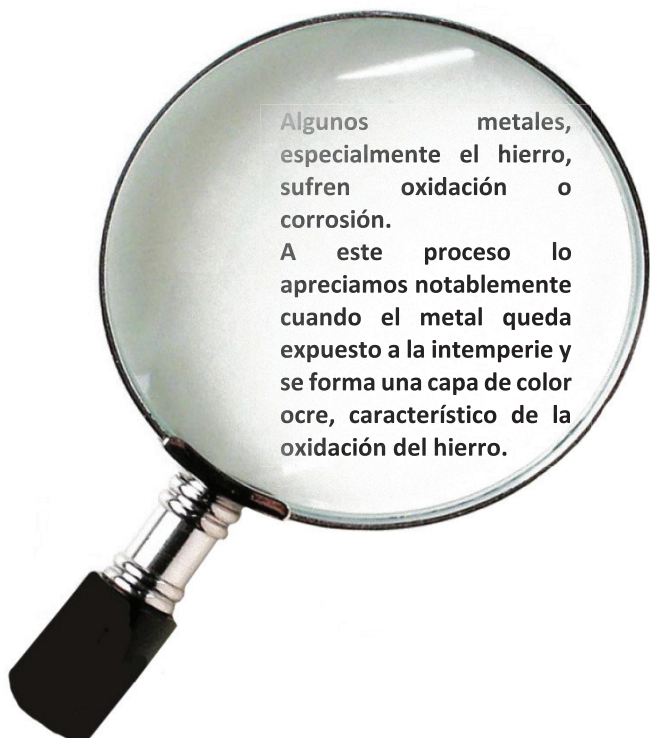 Algunos metales,
especialmente el hierro,
sufren oxidación o
corrosión.
A este proceso lo
apreciamos notablemente
cuando el metal queda
expuesto a la intemperie y
se forma una capa de color
ocre, característico de la
oxidación del hierro.